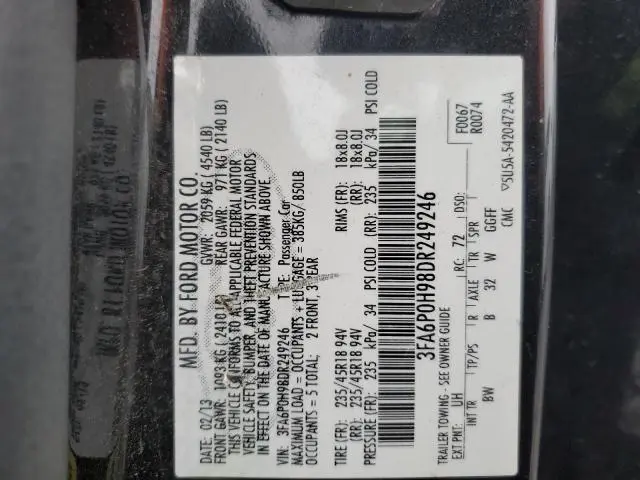 MFD. BY FORD MOTOR CO.
DATE: 02/13 GVWR: 2059 KG (4540 LB)
FRONT GAWR: 1093 KG (2410 LB) REAR GAWR: 971 KG (2140 LB)
THIS VEHICLE CONFORMS TO ALL APPLICABLE FEDERAL MOTOR
VEHICLE SAFETY, BUMPER, AND THEFT PREVENTION STANDARDS
IN EFFECT ON THE DATE OF MANUFACTURE SHOWN ABOVE.
VIN: 3FA6P0H98DR249246 TYPE: Passenger Car
MAXIMUM LOAD = OCCUPANTS + LUGGAGE = 385KG/ 850LB
OCCUPANTS = 5 TOTAL: 2 FRONT, 3 REAR
TIRE (FR): 235/45R18 94V RIMS (FR): 18x8.0J
(RR): 235/45R18 94V (RR): 18x8.0J
PRESSURE (FR): 235 kPa/ 34 PSI COLD (RR): 235 kPa/ 34 PSI COLD
3FA6P0H98DR249246
TRAILER TOWING - SEE OWNER GUIDE
F0067
R0074
EXT PNT: UH RC: 72 DSO:
INT TR TP/PS R AXLE TR SPR
BW B 32 W GGFF
CMC ▽5U5A-5420472-AA